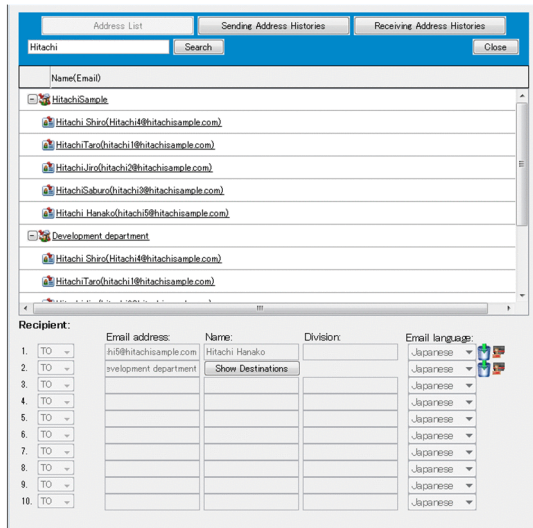 Address List Sending Address Histories Receiving Address Histories
Hitachi Search Close
Name(Email)
HitachiSample
Hitachi Shiro(Hitachi4@hitachisample.com)
HitachiTaro(hitachi1@hitachisample.com)
HitachiJiro(hitachi2@hitachisample.com)
HitachiSaburo(hitachi3@hitachisample.com)
Hitachi Hanako(hitachi5@hitachisample.com)
Development department
Hitachi Shiro(Hitachi4@hitachisample.com)
HitachiTaro(hitachi1@hitachisample.com)
Recipient:
Email address: Name: Division: Email language:
1. TO hi5@hitachisample.com Hitachi Hanako Japanese
2. TO evelopment department Show Destinations Japanese
3. TO Japanese
4. TO Japanese
5. TO Japanese
6. TO Japanese
7. TO Japanese
8. TO Japanese
9. TO Japanese
10. TO Japanese